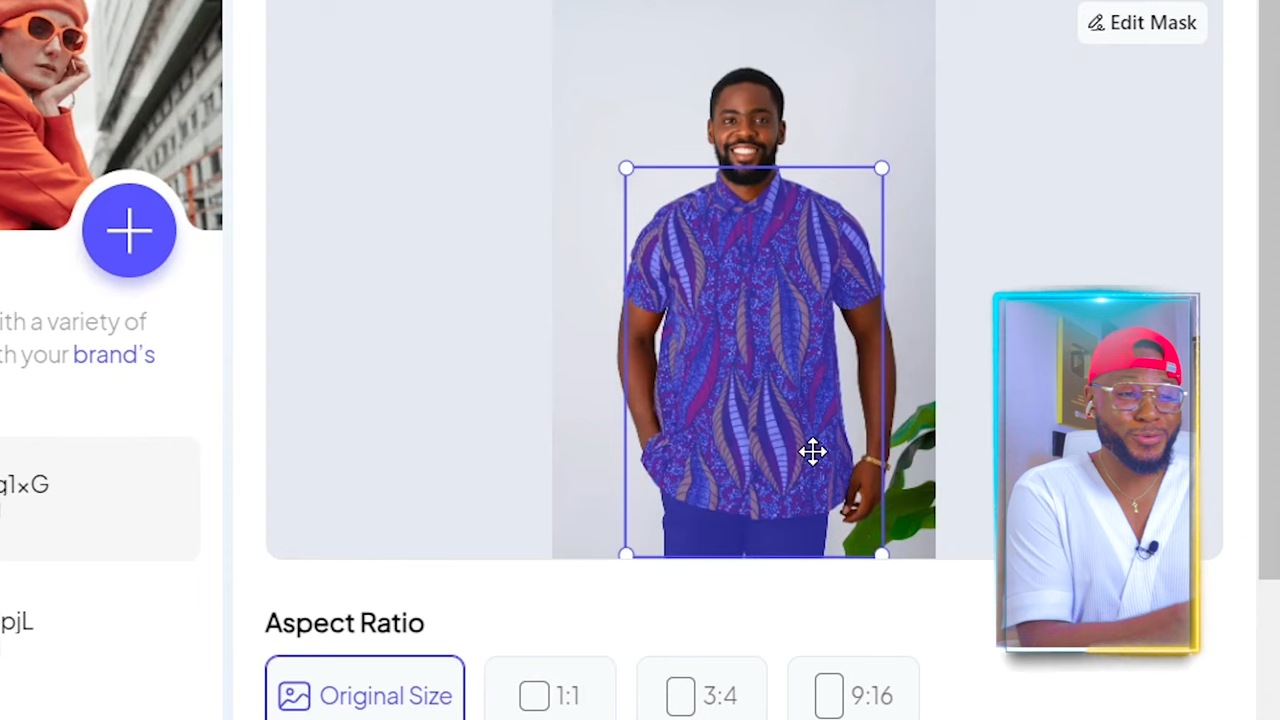 Edit Mask
ith a variety of
th your brand's
q1×G
pjL
Aspect Ratio
Original Size
1:1
3:4
9:16